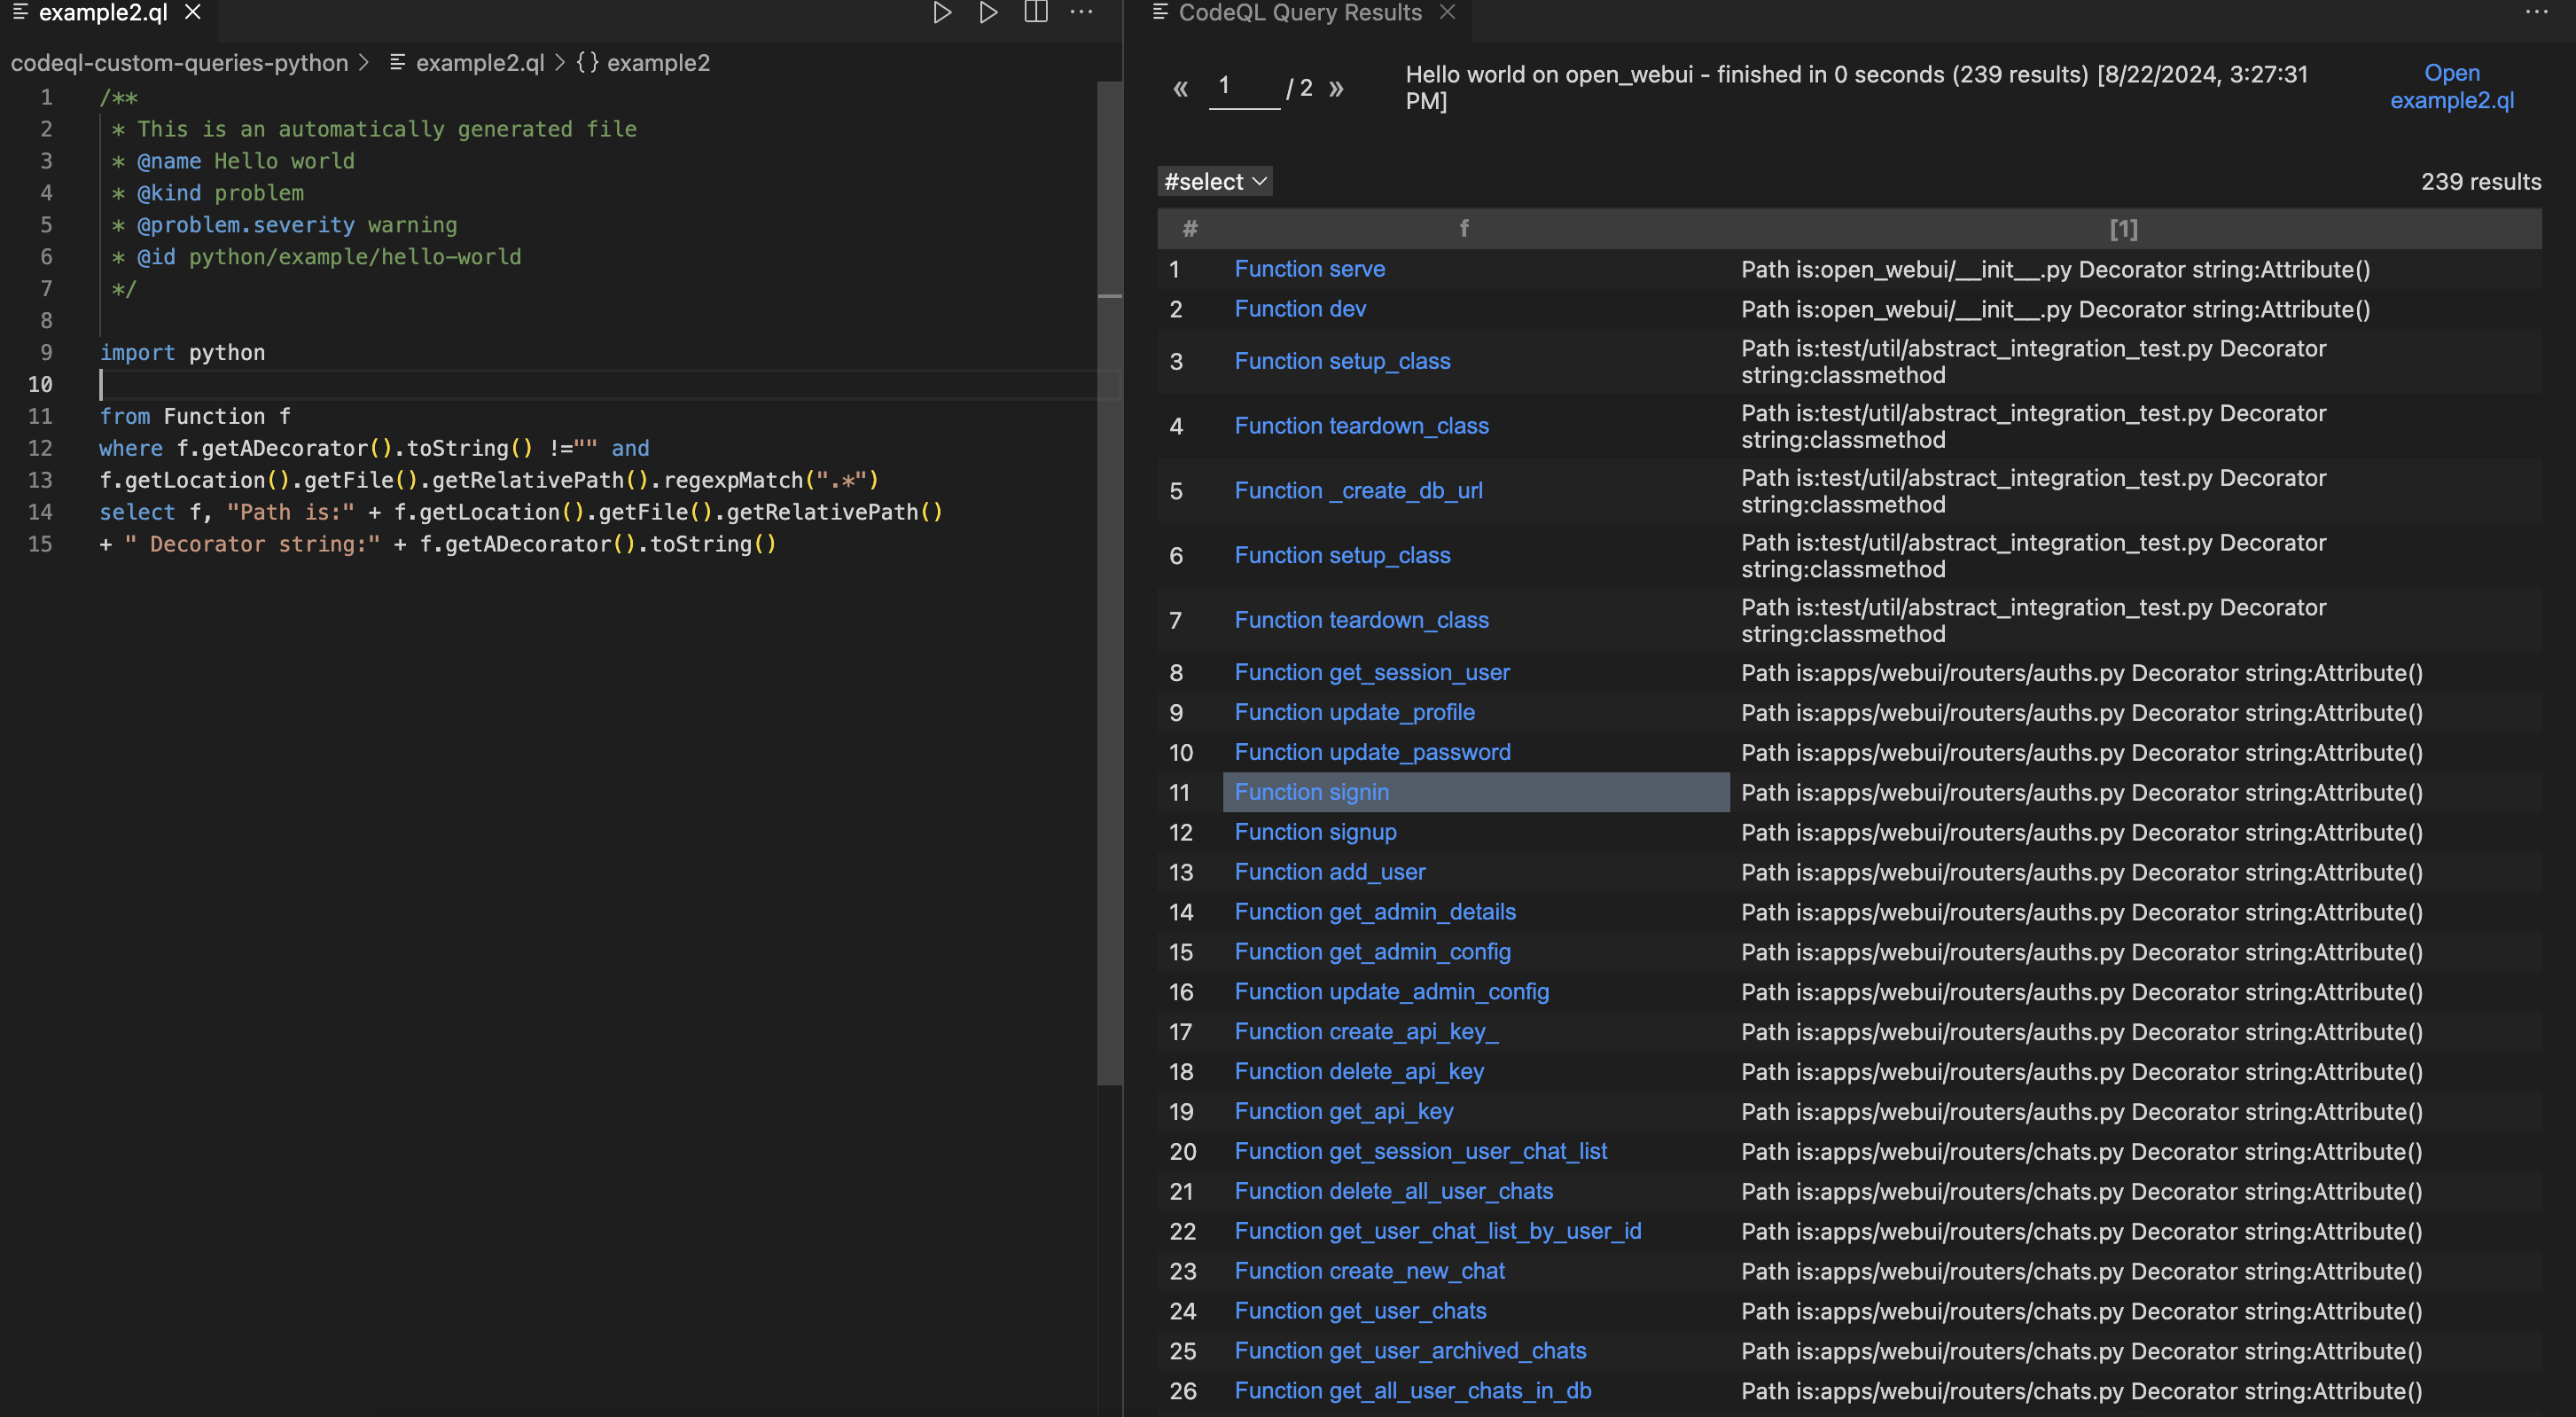 example2.ql
codeql-custom-queries-python > example2.ql > {} example2
1 /**
2 * This is an automatically generated file
3 * @name Hello world
4 * @kind problem
5 * @problem.severity warning
6 * @id python/example/hello-world
7 */
8
9 import python
10
11 from Function f
12 where f.getADecorator().toString() !="" and
13 f.getLocation().getFile().getRelativePath().regexpMatch(".*")
14 select f, "Path is:" + f.getLocation().getFile().getRelativePath()
15 + " Decorator string:" + f.getADecorator().toString()
CodeQL Query Results
« 1 / 2 »
Hello world on open_webui - finished in 0 seconds (239 results) [8/22/2024, 3:27:31
PM]
Open
example2.ql
#select
239 results
# f [1]
1 Function serve Path is:open_webui/__init__.py Decorator string:Attribute()
2 Function dev Path is:open_webui/__init__.py Decorator string:Attribute()
3 Function setup_class Path is:test/util/abstract_integration_test.py Decorator
string:classmethod
4 Function teardown_class Path is:test/util/abstract_integration_test.py Decorator
string:classmethod
5 Function _create_db_url Path is:test/util/abstract_integration_test.py Decorator
string:classmethod
6 Function setup_class Path is:test/util/abstract_integration_test.py Decorator
string:classmethod
7 Function teardown_class Path is:test/util/abstract_integration_test.py Decorator
string:classmethod
8 Function get_session_user Path is:apps/webui/routers/auths.py Decorator string:Attribute()
9 Function update_profile Path is:apps/webui/routers/auths.py Decorator string:Attribute()
10 Function update_password Path is:apps/webui/routers/auths.py Decorator string:Attribute()
11 Function signin Path is:apps/webui/routers/auths.py Decorator string:Attribute()
12 Function signup Path is:apps/webui/routers/auths.py Decorator string:Attribute()
13 Function add_user Path is:apps/webui/routers/auths.py Decorator string:Attribute()
14 Function get_admin_details Path is:apps/webui/routers/auths.py Decorator string:Attribute()
15 Function get_admin_config Path is:apps/webui/routers/auths.py Decorator string:Attribute()
16 Function update_admin_config Path is:apps/webui/routers/auths.py Decorator string:Attribute()
17 Function create_api_key_ Path is:apps/webui/routers/auths.py Decorator string:Attribute()
18 Function delete_api_key Path is:apps/webui/routers/auths.py Decorator string:Attribute()
19 Function get_api_key Path is:apps/webui/routers/auths.py Decorator string:Attribute()
20 Function get_session_user_chat_list Path is:apps/webui/routers/chats.py Decorator string:Attribute()
21 Function delete_all_user_chats Path is:apps/webui/routers/chats.py Decorator string:Attribute()
22 Function get_user_chat_list_by_user_id Path is:apps/webui/routers/chats.py Decorator string:Attribute()
23 Function create_new_chat Path is:apps/webui/routers/chats.py Decorator string:Attribute()
24 Function get_user_chats Path is:apps/webui/routers/chats.py Decorator string:Attribute()
25 Function get_user_archived_chats Path is:apps/webui/routers/chats.py Decorator string:Attribute()
26 Function get_all_user_chats_in_db Path is:apps/webui/routers/chats.py Decorator string:Attribute()